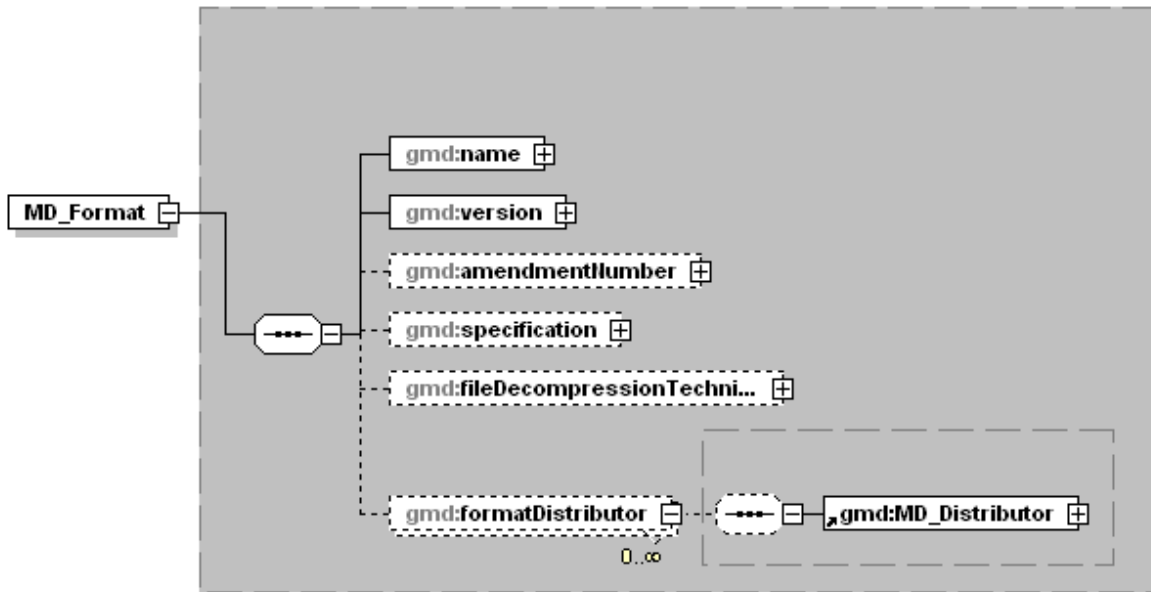 gmd:name
gmd:version
MD_Format
gmd:amendmentNumber
gmd:specification
gmd:fileDecompressionTechni...
gmd:formatDistributor
gmd:MD_Distributor
0..∞